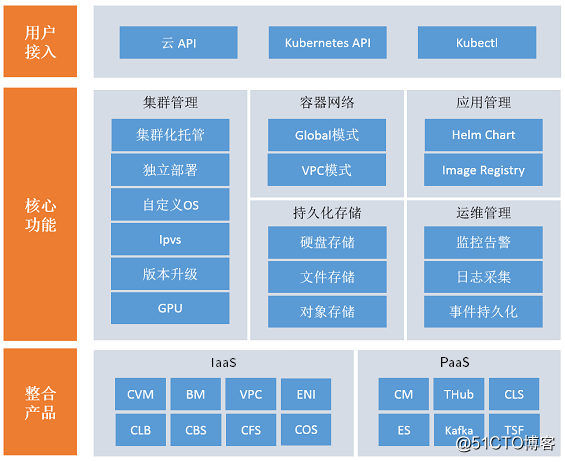 用户
接入
云 API
Kubernetes API
Kubectl
核心
功能
集群管理
集群化托管
独立部署
自定义OS
Ipvs
版本升级
GPU
容器网络
Global模式
VPC模式
应用管理
Helm Chart
Image Registry
持久化存储
硬盘存储
文件存储
对象存储
运维管理
监控告警
日志采集
事件持久化
整合
产品
IaaS
CVM
BM
VPC
ENI
CLB
CBS
CFS
COS
PaaS
CM
THub
CLS
ES
Kafka
TSF
@51CTO博客